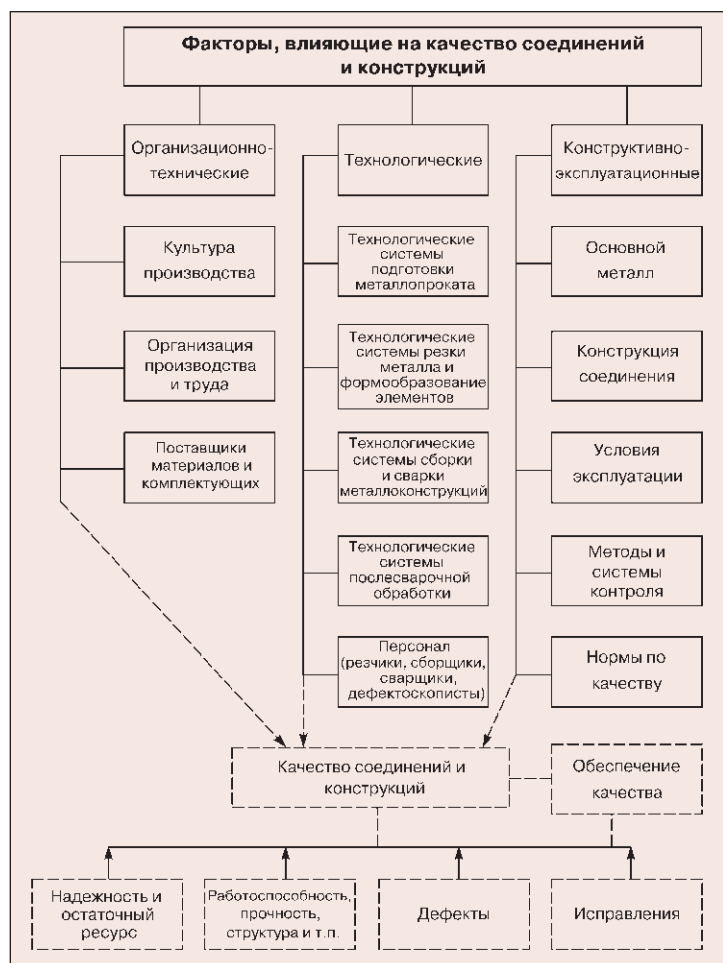 Факторы, влияющие на качество соединений
и конструкций
Организационно-
технические
Технологические
Конструктивно-
эксплуатационные
Культура
производства
Технологические
системы
подготовки
металлопроката
Основной
металл
Организация
производства
и труда
Технологические
системы резки
металла и
формообразование
элементов
Конструкция
соединения
Поставщики
материалов и
комплектующих
Технологические
системы сборки
и сварки
металлоконструкций
Условия
эксплуатации
Технологические
системы
послесварочной
обработки
Методы и
системы
контроля
Персонал
(резчики, сборщики,
сварщики,
дефектоскописты)
Нормы по
качеству
Качество соединений и
конструкций
Обеспечение
качества
Надежность и
остаточный
ресурс
Работоспособность,
прочность,
структура и т.п.
Дефекты
Исправления